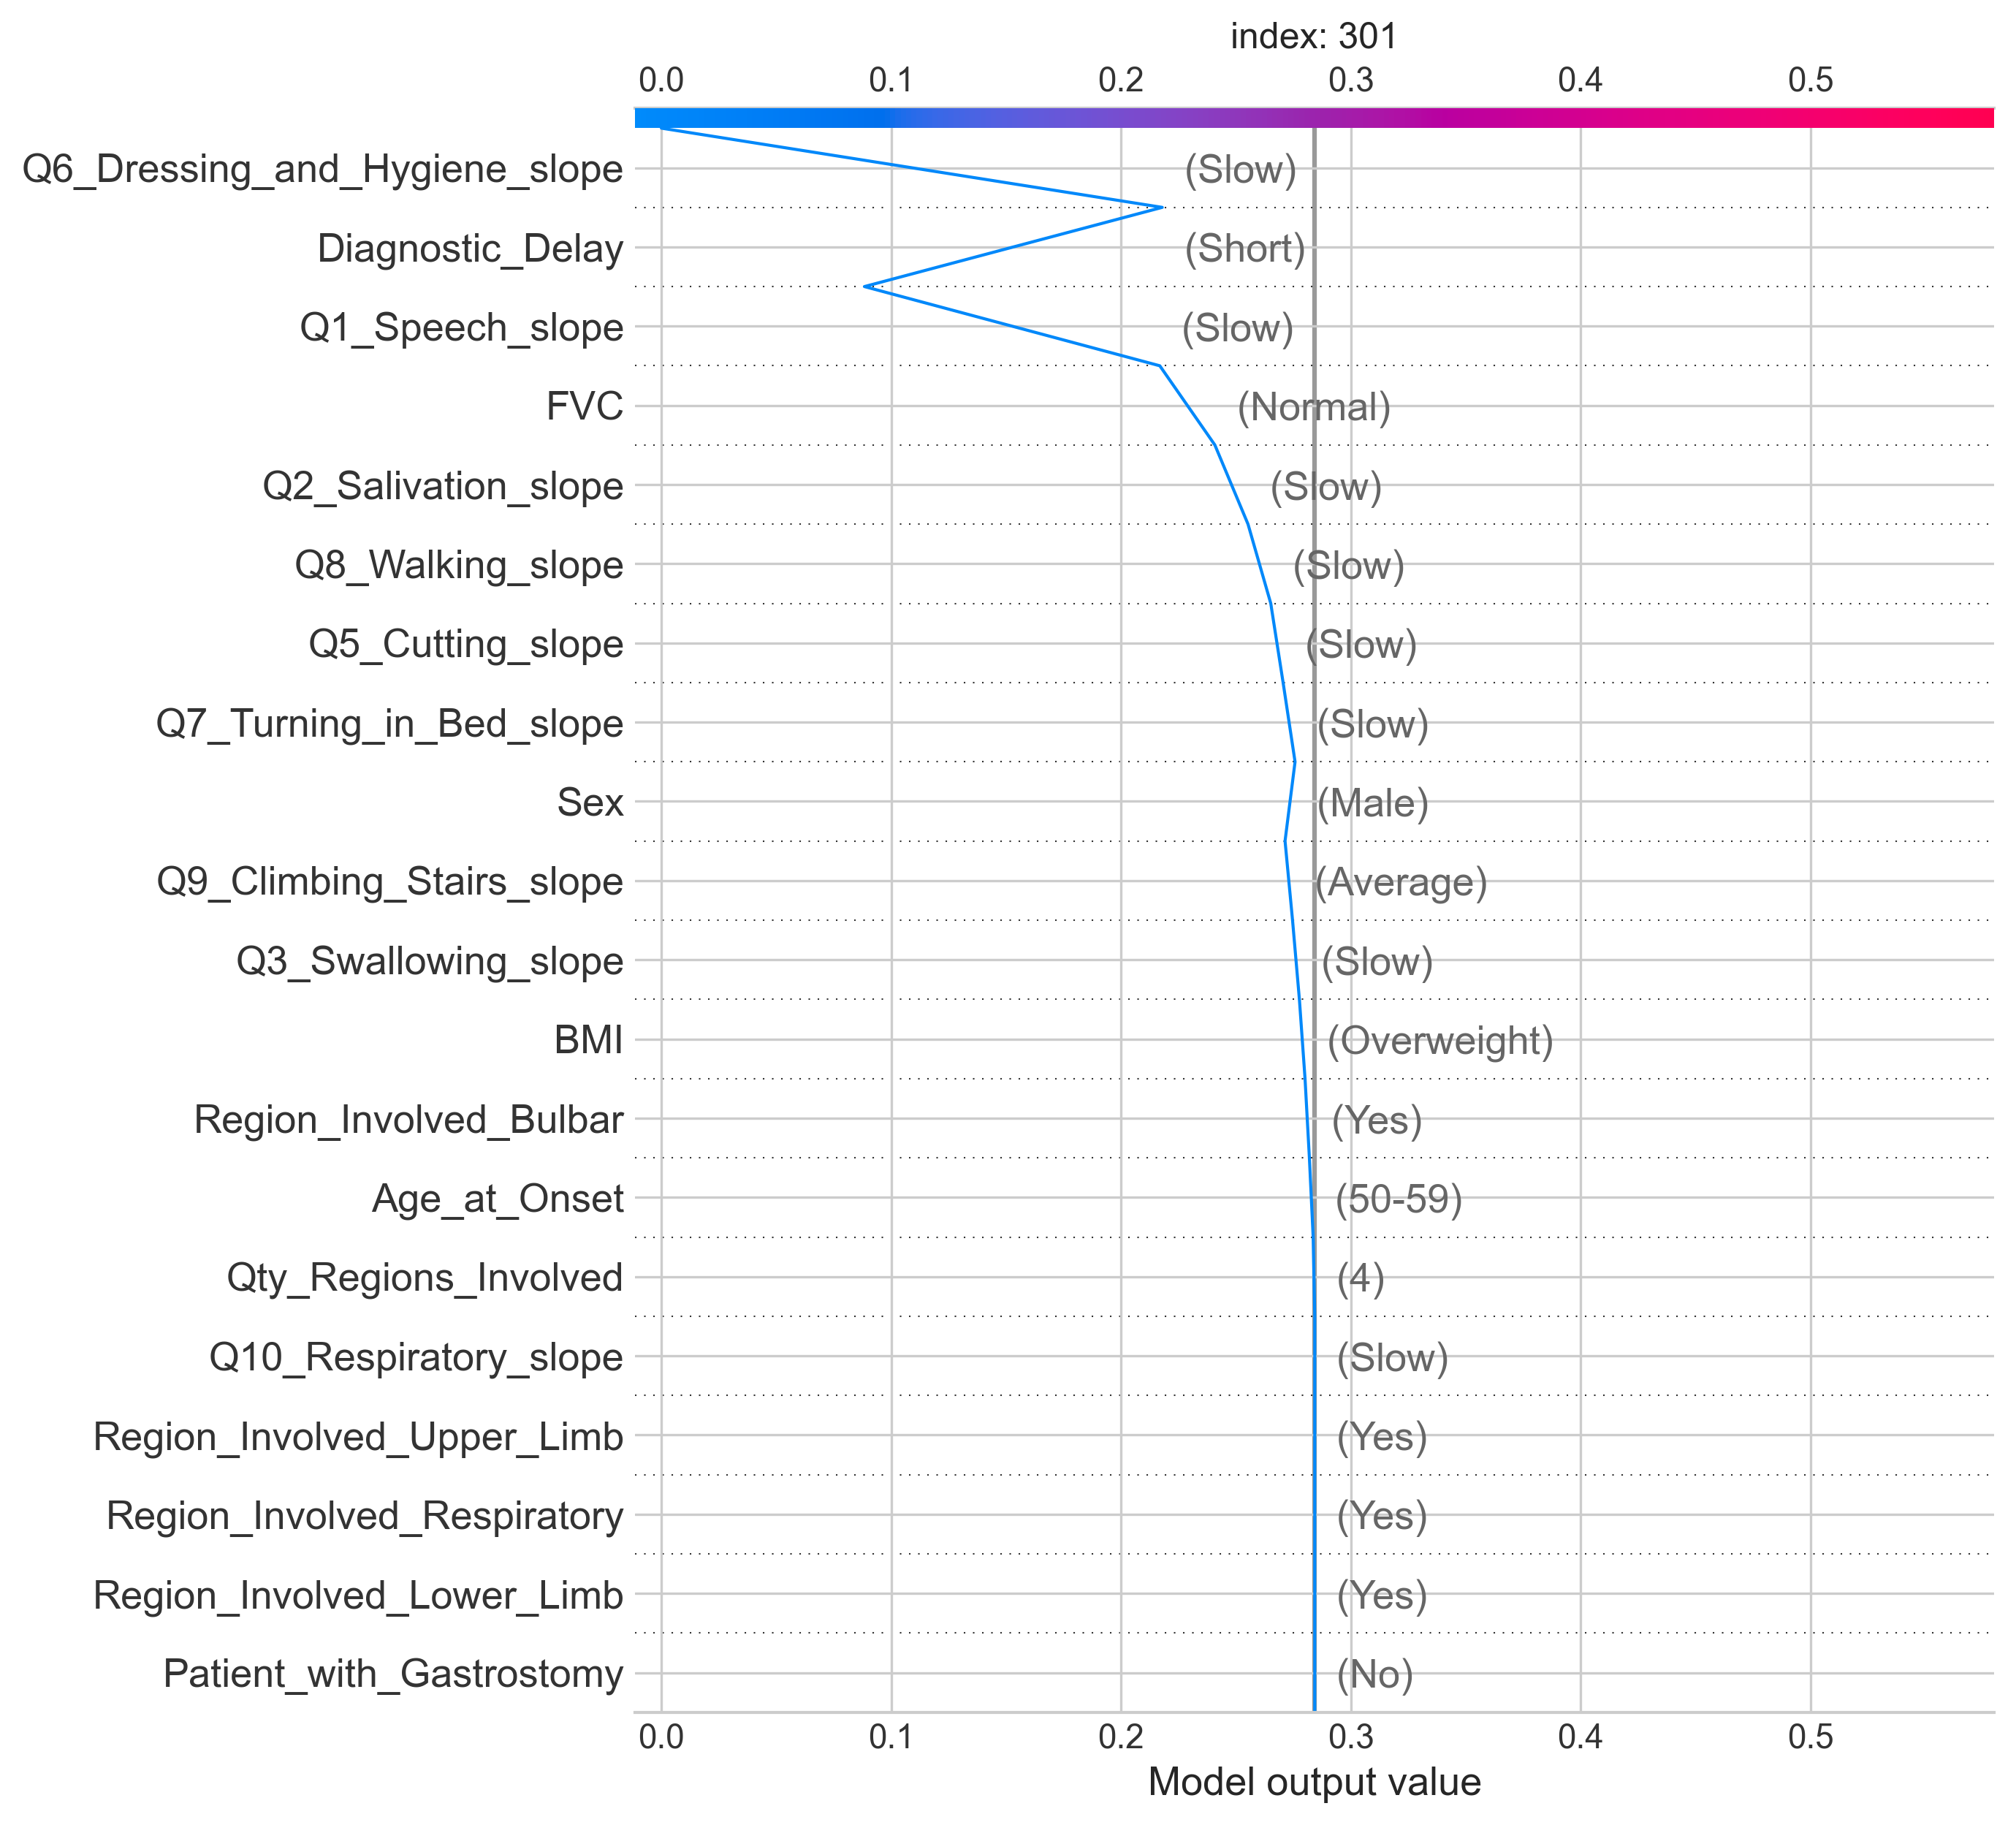 index: 301
0.0 0.1 0.2 0.3 0.4 0.5
Q6_Dressing_and_Hygiene_slope (Slow)
Diagnostic_Delay (Short)
Q1_Speech_slope (Slow)
FVC (Normal)
Q2_Salivation_slope (Slow)
Q8_Walking_slope (Slow)
Q5_Cutting_slope (Slow)
Q7_Turning_in_Bed_slope (Slow)
Sex (Male)
Q9_Climbing_Stairs_slope (Average)
Q3_Swallowing_slope (Slow)
BMI (Overweight)
Region_Involved_Bulbar (Yes)
Age_at_Onset (50-59)
Qty_Regions_Involved (4)
Q10_Respiratory_slope (Slow)
Region_Involved_Upper_Limb (Yes)
Region_Involved_Respiratory (Yes)
Region_Involved_Lower_Limb (Yes)
Patient_with_Gastrostomy (No)
0.0 0.1 0.2 0.3 0.4 0.5
Model output value